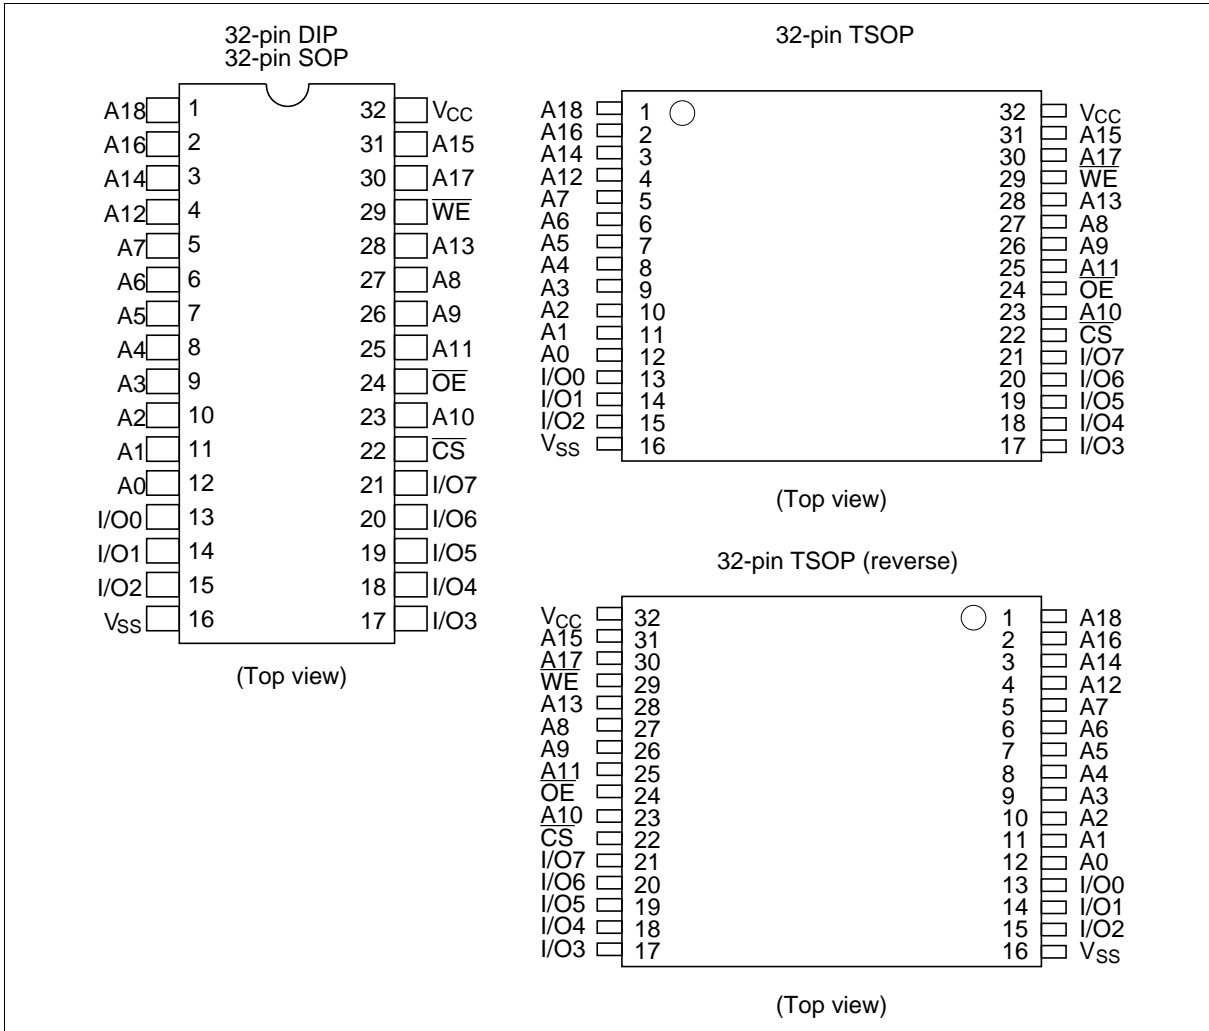 32-pin DIP
32-pin SOP
A18 1 32 VCC
A16 2 31 A15
A14 3 30 A17
A12 4 29 W̅E̅
A7 5 28 A13
A6 6 27 A8
A5 7 26 A9
A4 8 25 A11
A3 9 24 O̅E̅
A2 10 23 A10
A1 11 22 C̅S̅
A0 12 21 I/O7
I/O0 13 20 I/O6
I/O1 14 19 I/O5
I/O2 15 18 I/O4
VSS 16 17 I/O3
(Top view)
32-pin TSOP
A18 1 32 VCC
A16 2 31 A15
A14 3 30 A17
A12 4 29 W̅E̅
A7 5 28 A13
A6 6 27 A8
A5 7 26 A9
A4 8 25 A11
A3 9 24 O̅E̅
A2 10 23 A10
A1 11 22 C̅S̅
A0 12 21 I/O7
I/O0 13 20 I/O6
I/O1 14 19 I/O5
I/O2 15 18 I/O4
VSS 16 17 I/O3
(Top view)
32-pin TSOP (reverse)
VCC 32 1 A18
A15 31 2 A16
A17 30 3 A14
W̅E̅ 29 4 A12
A13 28 5 A7
A8 27 6 A6
A9 26 7 A5
A11 25 8 A4
O̅E̅ 24 9 A3
A10 23 10 A2
C̅S̅ 22 11 A1
I/O7 21 12 A0
I/O6 20 13 I/O0
I/O5 19 14 I/O1
I/O4 18 15 I/O2
I/O3 17 16 VSS
(Top view)